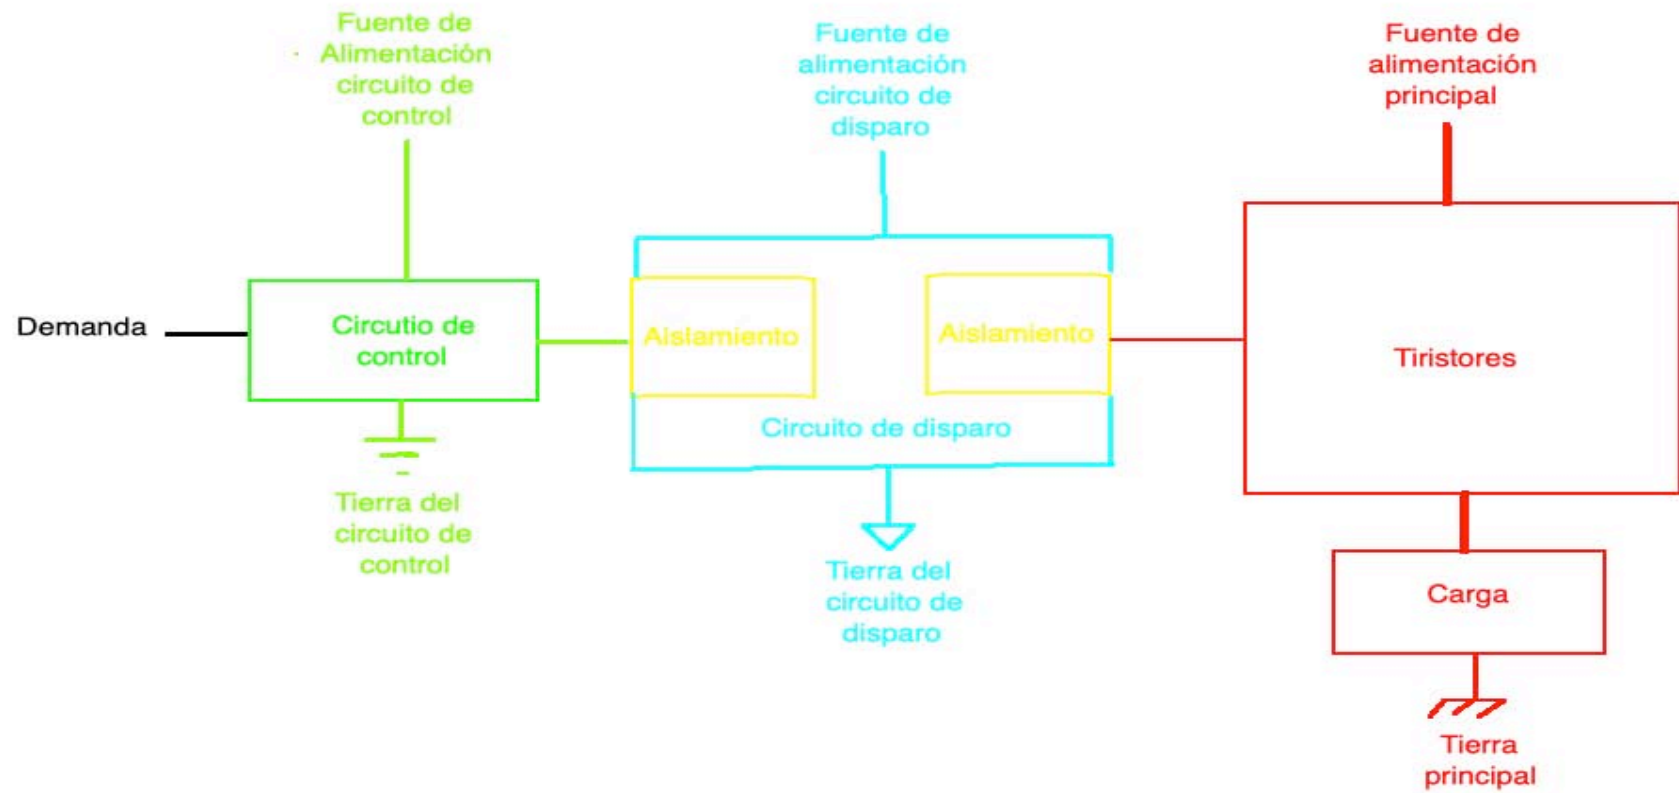 Fuente de
Alimentación
circuito de
control
Fuente de
alimentación
circuito de
disparo
Fuente de
alimentación
principal
Demanda
Circutio de
control
Aislamiento
Aislamiento
Tiristores
Circuito de disparo
Tierra del
circuito de
control
Tierra del
circuito de
disparo
Carga
Tierra
principal